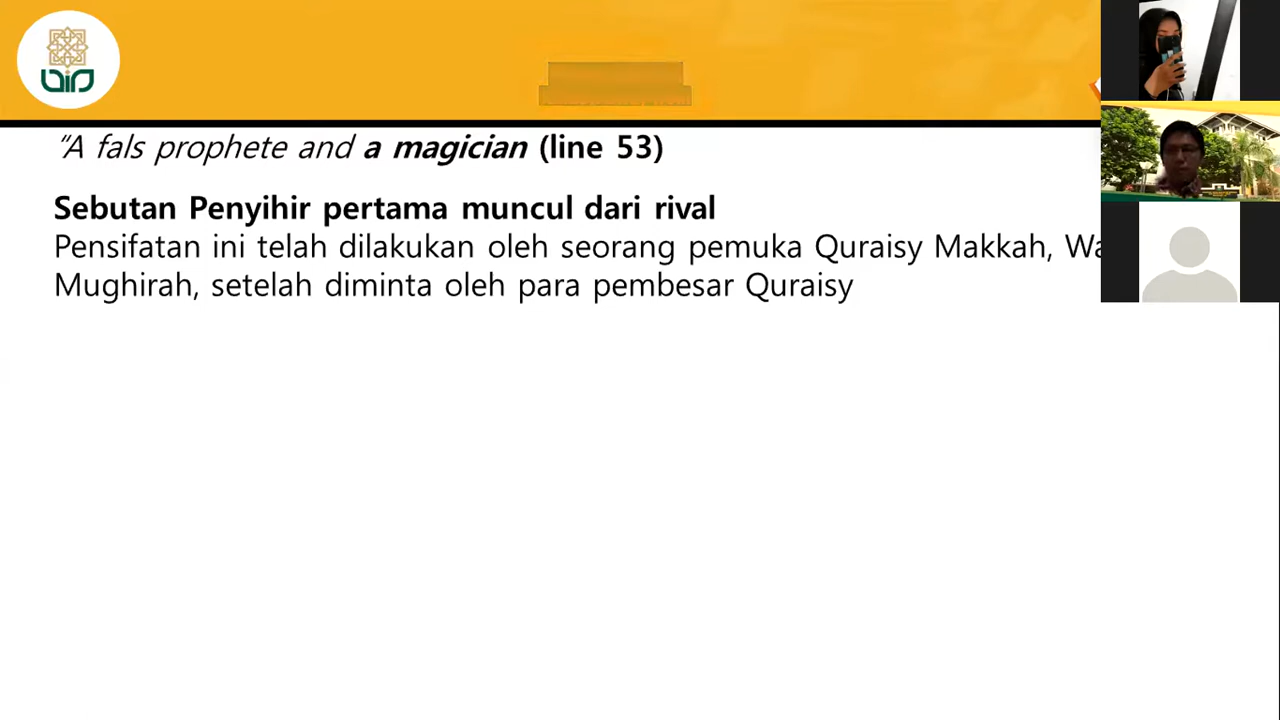 “A fals prophete and a magician (line 53)
Sebutan Penyihir pertama muncul dari rival
Pensifatan ini telah dilakukan oleh seorang pemuka Quraisy Makkah,
Mughirah, setelah diminta oleh para pembesar Quraisy